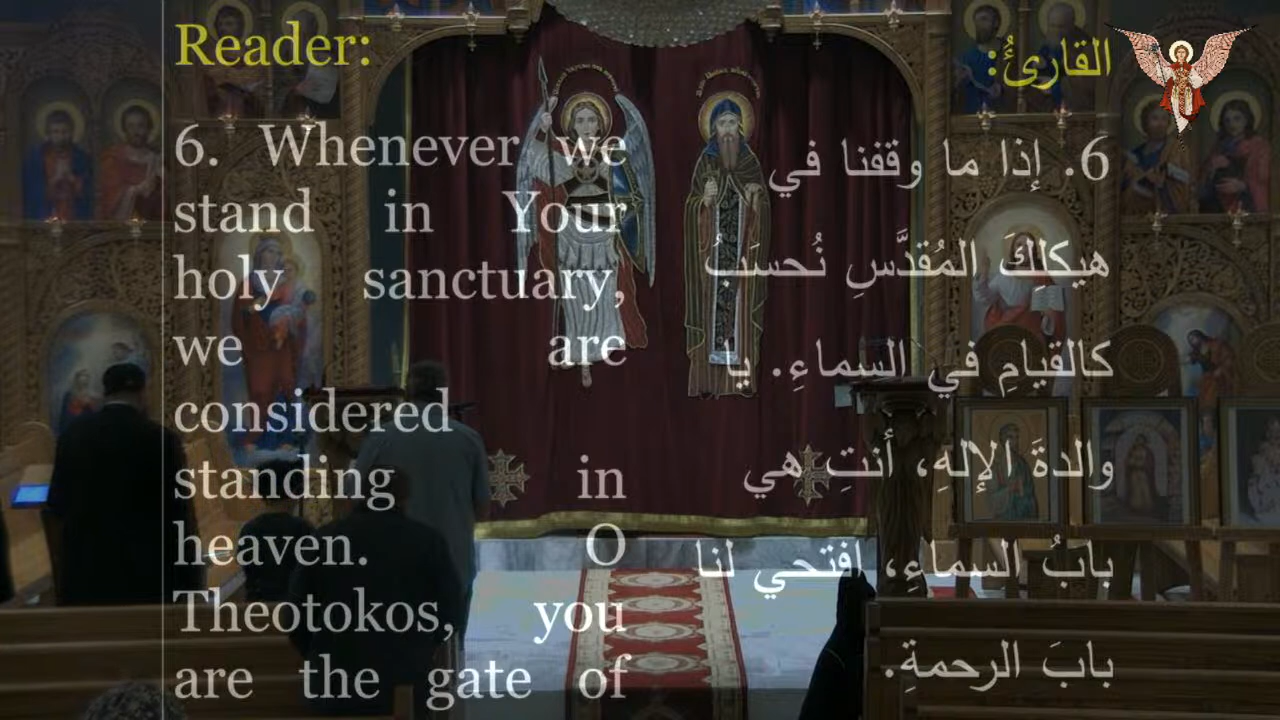 Reader:
6. Whenever we
stand in Your
holy sanctuary,
we are
considered
standing in
heaven. O
Theotokos, you
are the gate of
القارئُ:
6. إذا ما وقفنا في
هيكلِكَ المُقدَّسِ نُحسَبُ
كالقيامِ في السماءِ. يا
والدةَ الإلهِ، أنتِ هي
بابُ السماءِ، افتحي لنا
بابَ الرحمةِ.